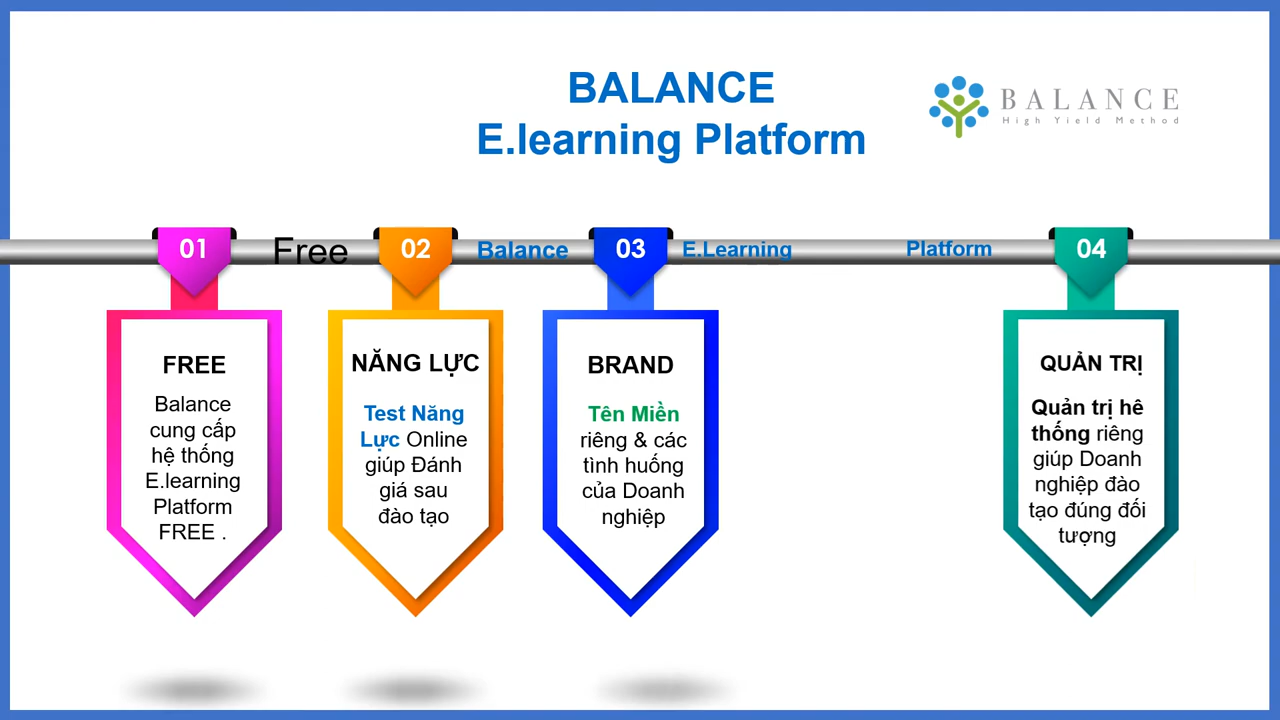 BALANCE
E.learning Platform
BALANCE
High Yield Method
01
Free
02
Balance
03
E.Learning
Platform
04
FREE
Balance
cung cấp
hệ thống
E.learning
Platform
FREE .
NĂNG LỰC
Test Năng
Lực Online
giúp Đánh
giá sau
đào tạo
BRAND
Tên Miền
riêng & các
tình huống
của Doanh
nghiệp
QUẢN TRỊ
Quản trị hê
thống riêng
giúp Doanh
nghiệp đào
tạo đúng đối
tượng